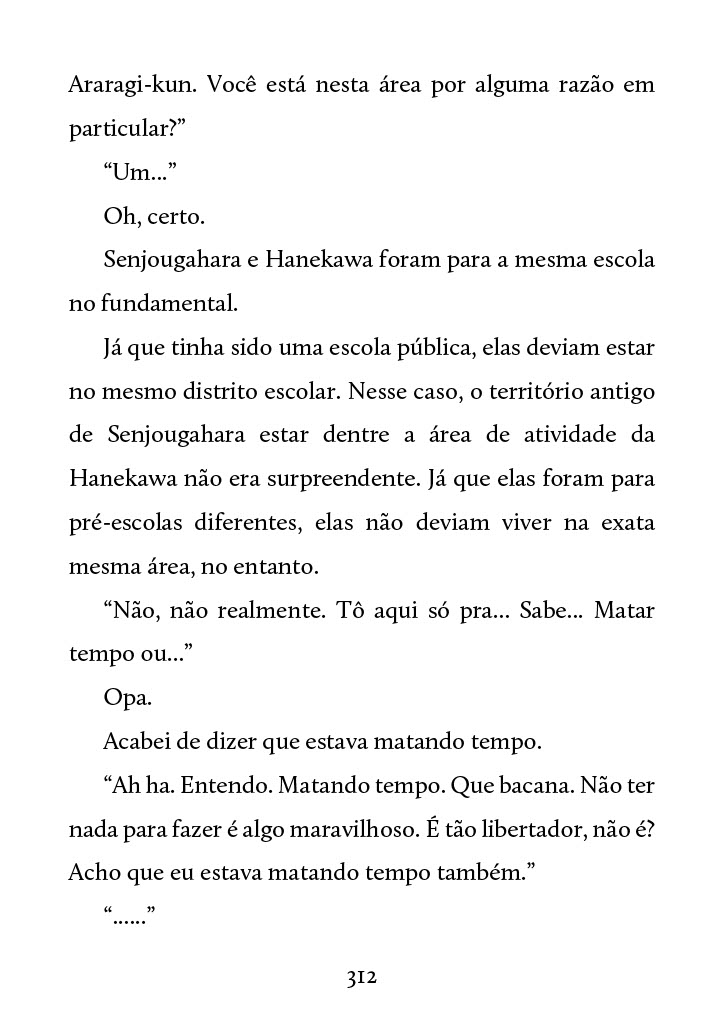 Araragi-kun. Você está nesta área por alguma razão em
particular?”
“Um...”
Oh, certo.
Senjougahara e Hanekawa foram para a mesma escola
no fundamental.
Já que tinha sido uma escola pública, elas deviam estar
no mesmo distrito escolar. Nesse caso, o território antigo
de Senjougahara estar dentre a área de atividade da
Hanekawa não era surpreendente. Já que elas foram para
pré-escolas diferentes, elas não deviam viver na exata
mesma área, no entanto.
“Não, não realmente. Tô aqui só pra... Sabe... Matar
tempo ou...”
Opa.
Acabei de dizer que estava matando tempo.
“Ah ha. Entendo. Matando tempo. Que bacana. Não ter
nada para fazer é algo maravilhoso. É tão libertador, não é?
Acho que eu estava matando tempo também.”
“......”
312